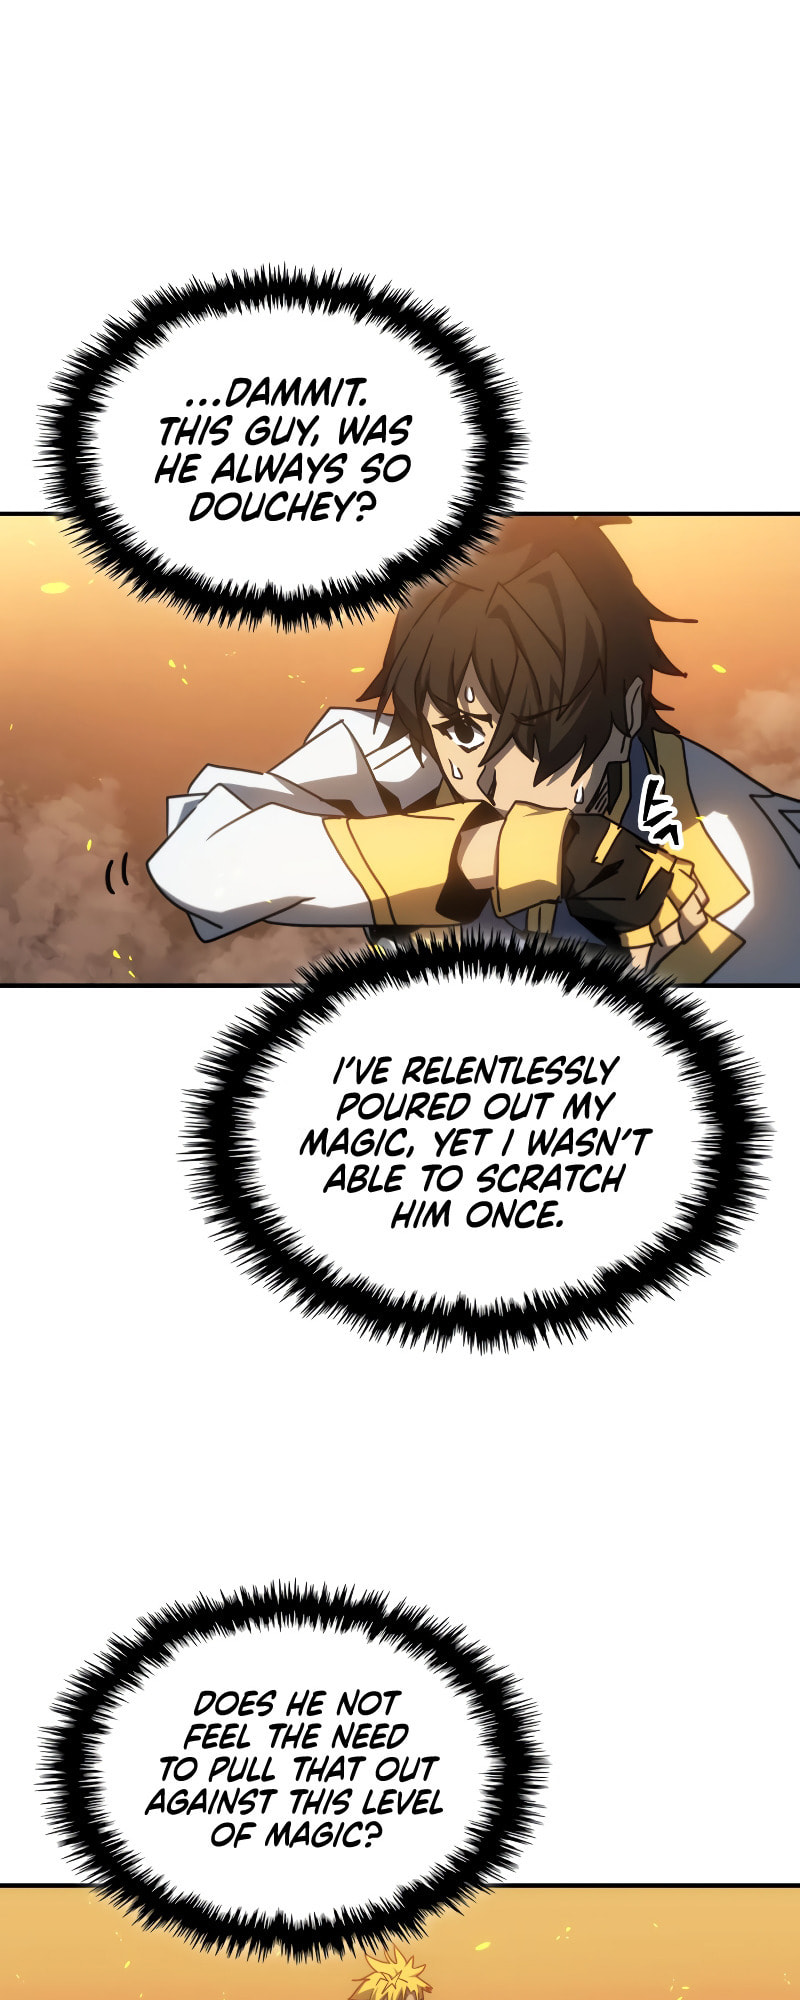 ...DAMMIT.
THIS GUY, WAS
HE ALWAYS SO
DOUCHEY?
I'VE RELENTLESSLY
POURED OUT MY
MAGIC, YET I WASN'T
ABLE TO SCRATCH
HIM ONCE.
DOES HE NOT
FEEL THE NEED
TO PULL THAT OUT
AGAINST THIS LEVEL
OF MAGIC?